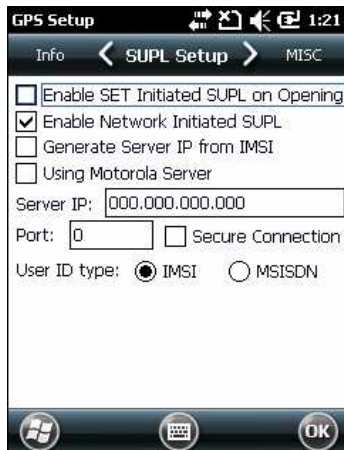 GPS Setup 1:21
Info SUPL Setup MISC
Enable SET Initiated SUPL on Opening
Enable Network Initiated SUPL
Generate Server IP from IMSI
Using Motorola Server
Server IP: 000.000.000.000
Port: 0 Secure Connection
User ID type: IMSI MSISDN
OK